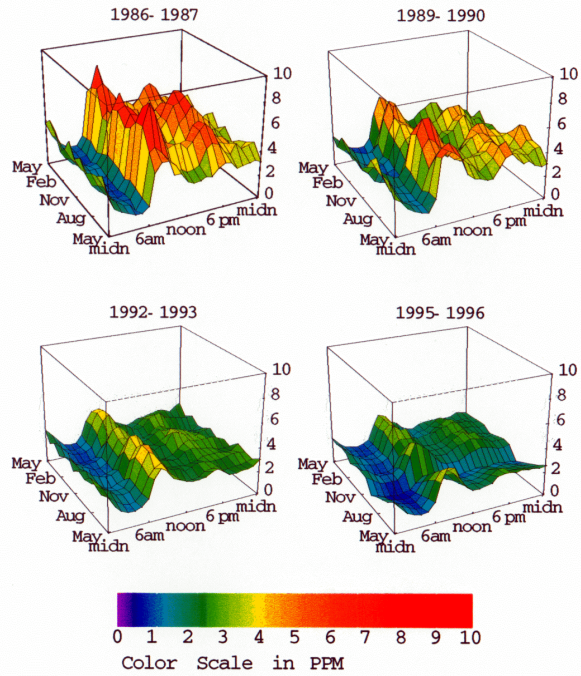 1986- 1987
10
8
6
4
2
0
May
Feb
Nov
Aug
May
midn
6am
noon
6 pm
midn
1989- 1990
10
8
6
4
2
0
May
Feb
Nov
Aug
May
midn
6am
noon
6 pm
midn
1992- 1993
10
8
6
4
2
0
May
Feb
Nov
Aug
May
midn
6am
noon
6 pm
midn
1995- 1996
10
8
6
4
2
0
May
Feb
Nov
Aug
May
midn
6am
noon
6 pm
midn
0 1 2 3 4 5 6 7 8 9 10
Color Scale in PPM